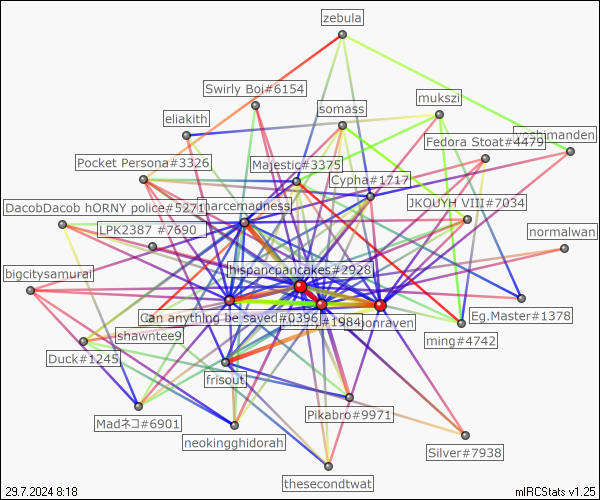 zebula
Swirly Boi#6154
mukszi
somass
eliakith
Fedora Stoat#4479
yoshimanden
Pocket Persona#3326
Majestic#3375
Cypha#1717
DacobDacob hORNY police#5271
narcemadness
JKOUYH VIII#7034
LPK2387 #7690
normalwan
hispancpancakes#2928
bigcitysamurai
Can anything be saved#0396
#1984
Eg.Master#1378
shawntee9
ming#4742
Duck#1245
frisout
Pikabro#9971
Madネコ#6901
neokingghidorah
Silver#7938
thesecondtwat
29.7.2024 8:18
mIRCStats v1.25